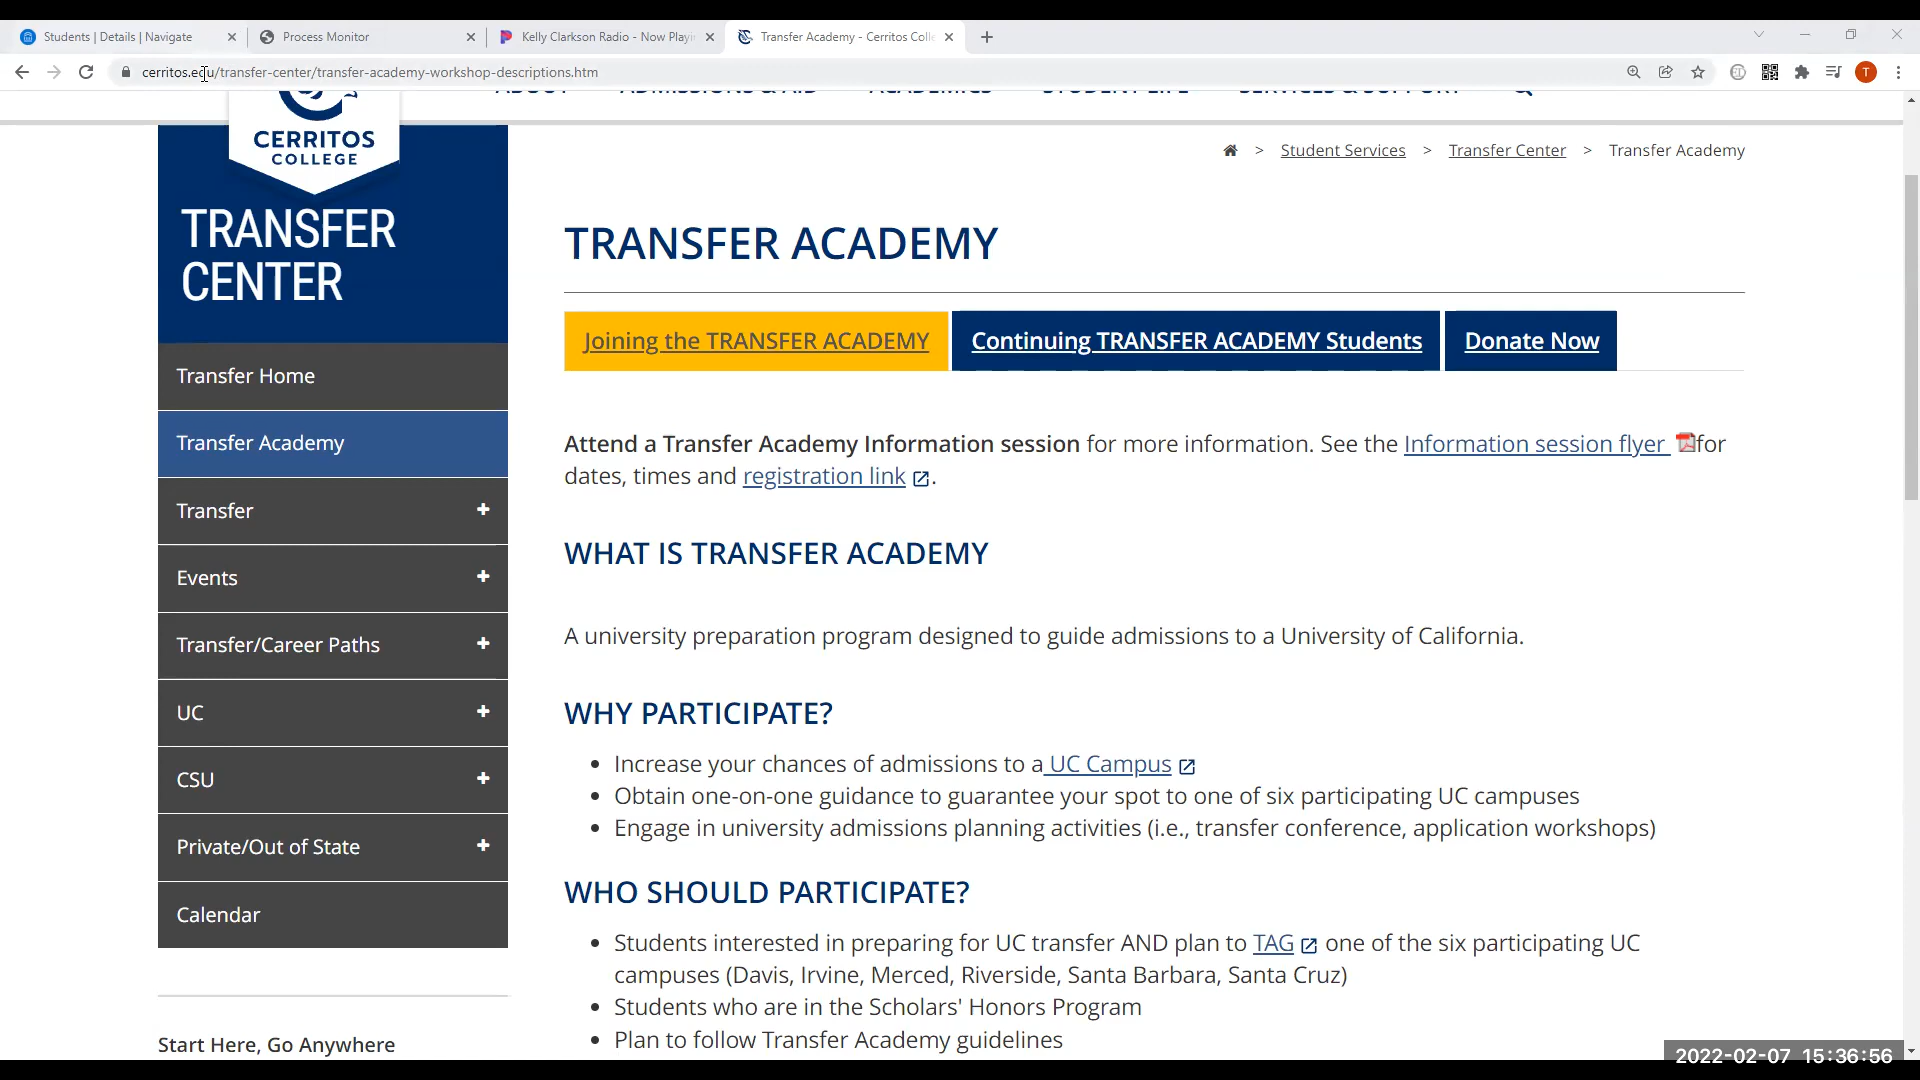 Students | Details | Navigate
Process Monitor
Kelly Clarkson Radio - Now Playi
Transfer Academy - Cerritos Colle
cerritos.edu/transfer-center/transfer-academy-workshop-descriptions.htm
T
ABOUT ADMISSIONS & AID ACADEMICS STUDENT LIFE SERVICES & SUPPORT
CERRITOS
COLLEGE
Student Services > Transfer Center > Transfer Academy
TRANSFER
CENTER
Transfer Home
Transfer Academy
Transfer +
Events +
Transfer/Career Paths +
UC +
CSU +
Private/Out of State +
Calendar
Start Here, Go Anywhere
TRANSFER ACADEMY
Joining the TRANSFER ACADEMY Continuing TRANSFER ACADEMY Students Donate Now
Attend a Transfer Academy Information session for more information. See the Information session flyer for
dates, times and registration link .
WHAT IS TRANSFER ACADEMY
A university preparation program designed to guide admissions to a University of California.
WHY PARTICIPATE?
• Increase your chances of admissions to a UC Campus
• Obtain one-on-one guidance to guarantee your spot to one of six participating UC campuses
• Engage in university admissions planning activities (i.e., transfer conference, application workshops)
WHO SHOULD PARTICIPATE?
• Students interested in preparing for UC transfer AND plan to TAG one of the six participating UC
campuses (Davis, Irvine, Merced, Riverside, Santa Barbara, Santa Cruz)
• Students who are in the Scholars' Honors Program
• Plan to follow Transfer Academy guidelines
2022-02-07 15:36:56